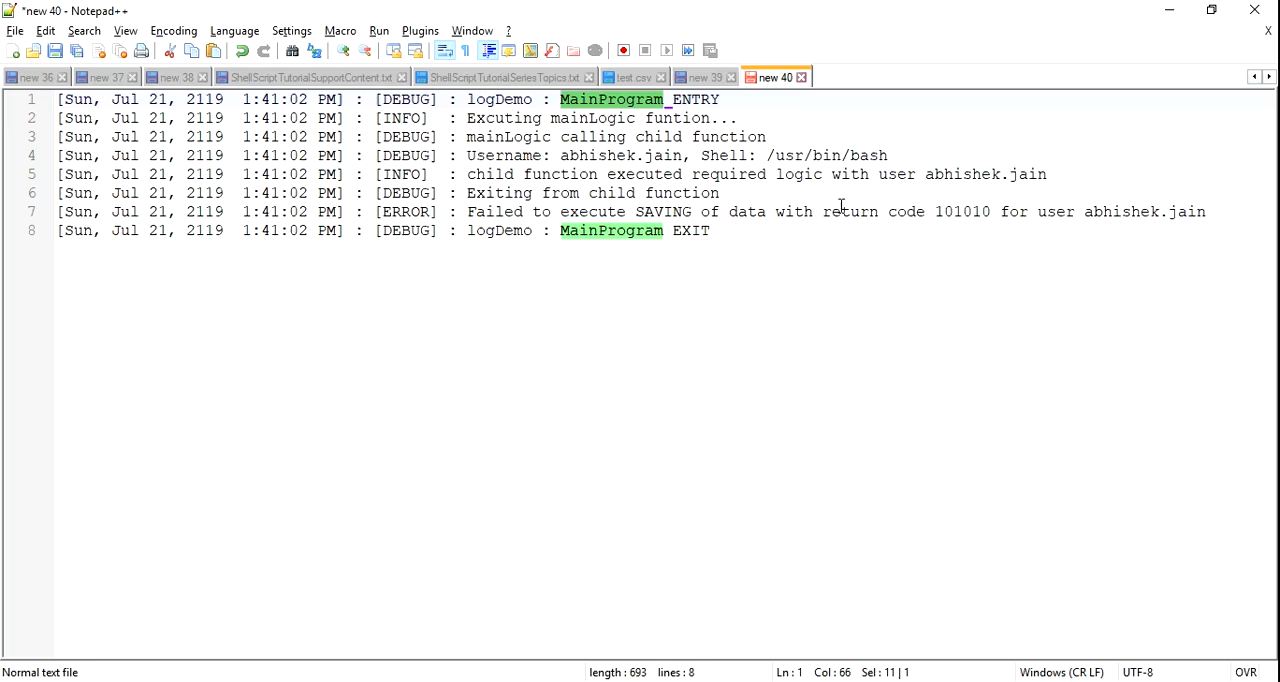 *new 40 - Notepad++
File Edit Search View Encoding Language Settings Macro Run Plugins Window ? X
new 36 new 37 new 38 ShellScriptTutorialSupportContent.txt ShellScriptTutorialSeriesTopics.txt test.csv new 39 new 40
1 [Sun, Jul 21, 2119  1:41:02 PM] : [DEBUG] : logDemo : MainProgram_ENTRY
2 [Sun, Jul 21, 2119  1:41:02 PM] : [INFO]  : Excuting mainLogic funtion...
3 [Sun, Jul 21, 2119  1:41:02 PM] : [DEBUG] : mainLogic calling child function
4 [Sun, Jul 21, 2119  1:41:02 PM] : [DEBUG] : Username: abhishek.jain, Shell: /usr/bin/bash
5 [Sun, Jul 21, 2119  1:41:02 PM] : [INFO]  : child function executed required logic with user abhishek.jain
6 [Sun, Jul 21, 2119  1:41:02 PM] : [DEBUG] : Exiting from child function
7 [Sun, Jul 21, 2119  1:41:02 PM] : [ERROR] : Failed to execute SAVING of data with return code 101010 for user abhishek.jain
8 [Sun, Jul 21, 2119  1:41:02 PM] : [DEBUG] : logDemo : MainProgram EXIT
Normal text file length : 693 lines : 8 Ln : 1 Col : 66 Sel : 11 | 1 Windows (CR LF) UTF-8 OVR